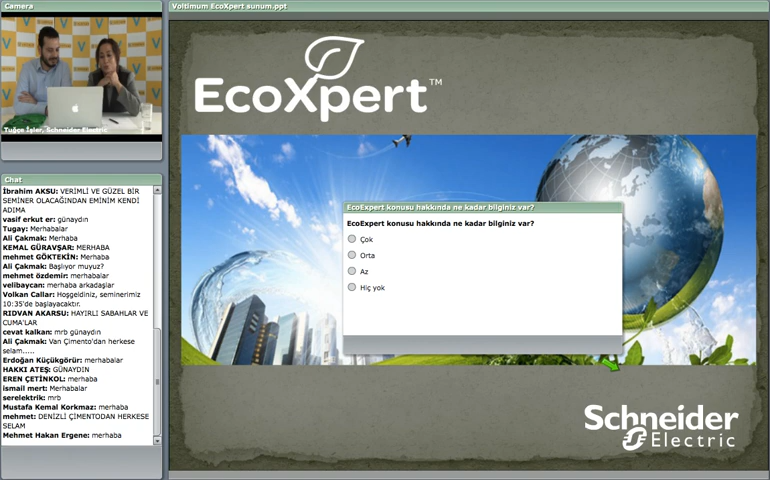 Camera
Tuğçe İşler, Schneider Electric
Chat
İbrahim AKSU: VERİMLİ VE GÜZEL BİR
SEMİNER OLACAĞINDAN EMİNİM KENDİ
ADIMA
vasif erkut er: günaydın
Tugay: Merhabalar
Ali Çakmak: Merhaba
KEMAL GÜRAVŞAR: MERHABA
mehmet GÖKTEKİN: Merhaba
Ali Çakmak: Başlıyor muyuz?
mehmet özdemir: merhabalar
velibaycan: merhaba arkadaşlar
Volkan Callar: Hoşgeldiniz, seminerimiz
10:35'de başlayacaktır.
RIDVAN AKARSU: HAYIRLI SABAHLAR VE
CUMA'LAR
cevat kalkan: mrb günaydın
Ali Çakmak: Van Çimento'dan herkese
selam.....
Erdoğan Küçükgörür: merhabalar
HAKKI ATEŞ: GÜNAYDIN
EREN ÇETİNKOL: merhaba
ismail mert: Merhabalar
serelektrik: mrb
Mustafa Kemal Korkmaz: merhaba
mehmet: DENİZLİ ÇİMENTODAN HERKESE
SELAM
Mehmet Hakan Ergene: merhaba
Voltimum EcoXpert sunum.ppt
EcoXpert™
EcoExpert konusu hakkında ne kadar bilginiz var?
EcoExpert konusu hakkında ne kadar bilginiz var?
Çok
Orta
Az
Hiç yok
Schneider
Electric